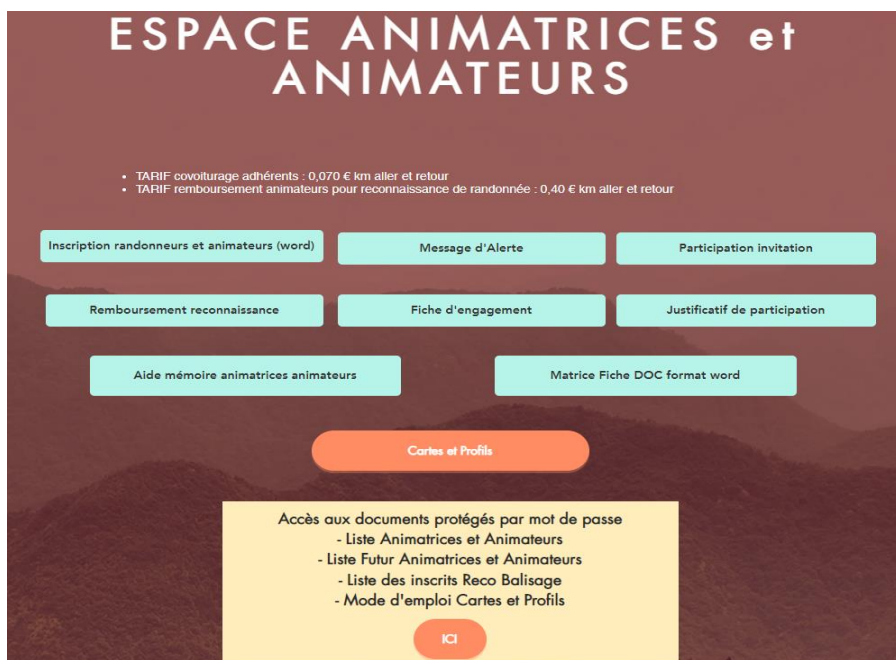 ESPACE ANIMATRICES et
ANIMATEURS
• TARIF covoiturage adhérents : 0,070 € km aller et retour
• TARIF remboursement animateurs pour reconnaissance de randonnée : 0,40 € km aller et retour
Inscription randonneurs et animateurs (word)
Message d'Alerte
Participation invitation
Remboursement reconnaissance
Fiche d'engagement
Justificatif de participation
Aide mémoire animatrices animateurs
Matrice Fiche DOC format word
Cartes et Profils
Accès aux documents protégés par mot de passe
- Liste Animatrices et Animateurs
- Liste Futur Animatrices et Animateurs
- Liste des inscrits Reco Balisage
- Mode d'emploi Cartes et Profils
ICI